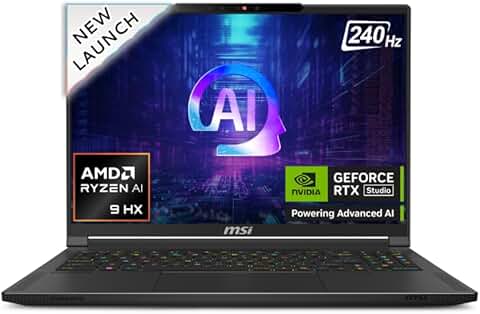 NEW
LAUNCH
240Hz
AI
AMD
RYZEN AI
9 HX
NVIDIA
GEFORCE
RTX Studio
Powering Advanced AI
msi